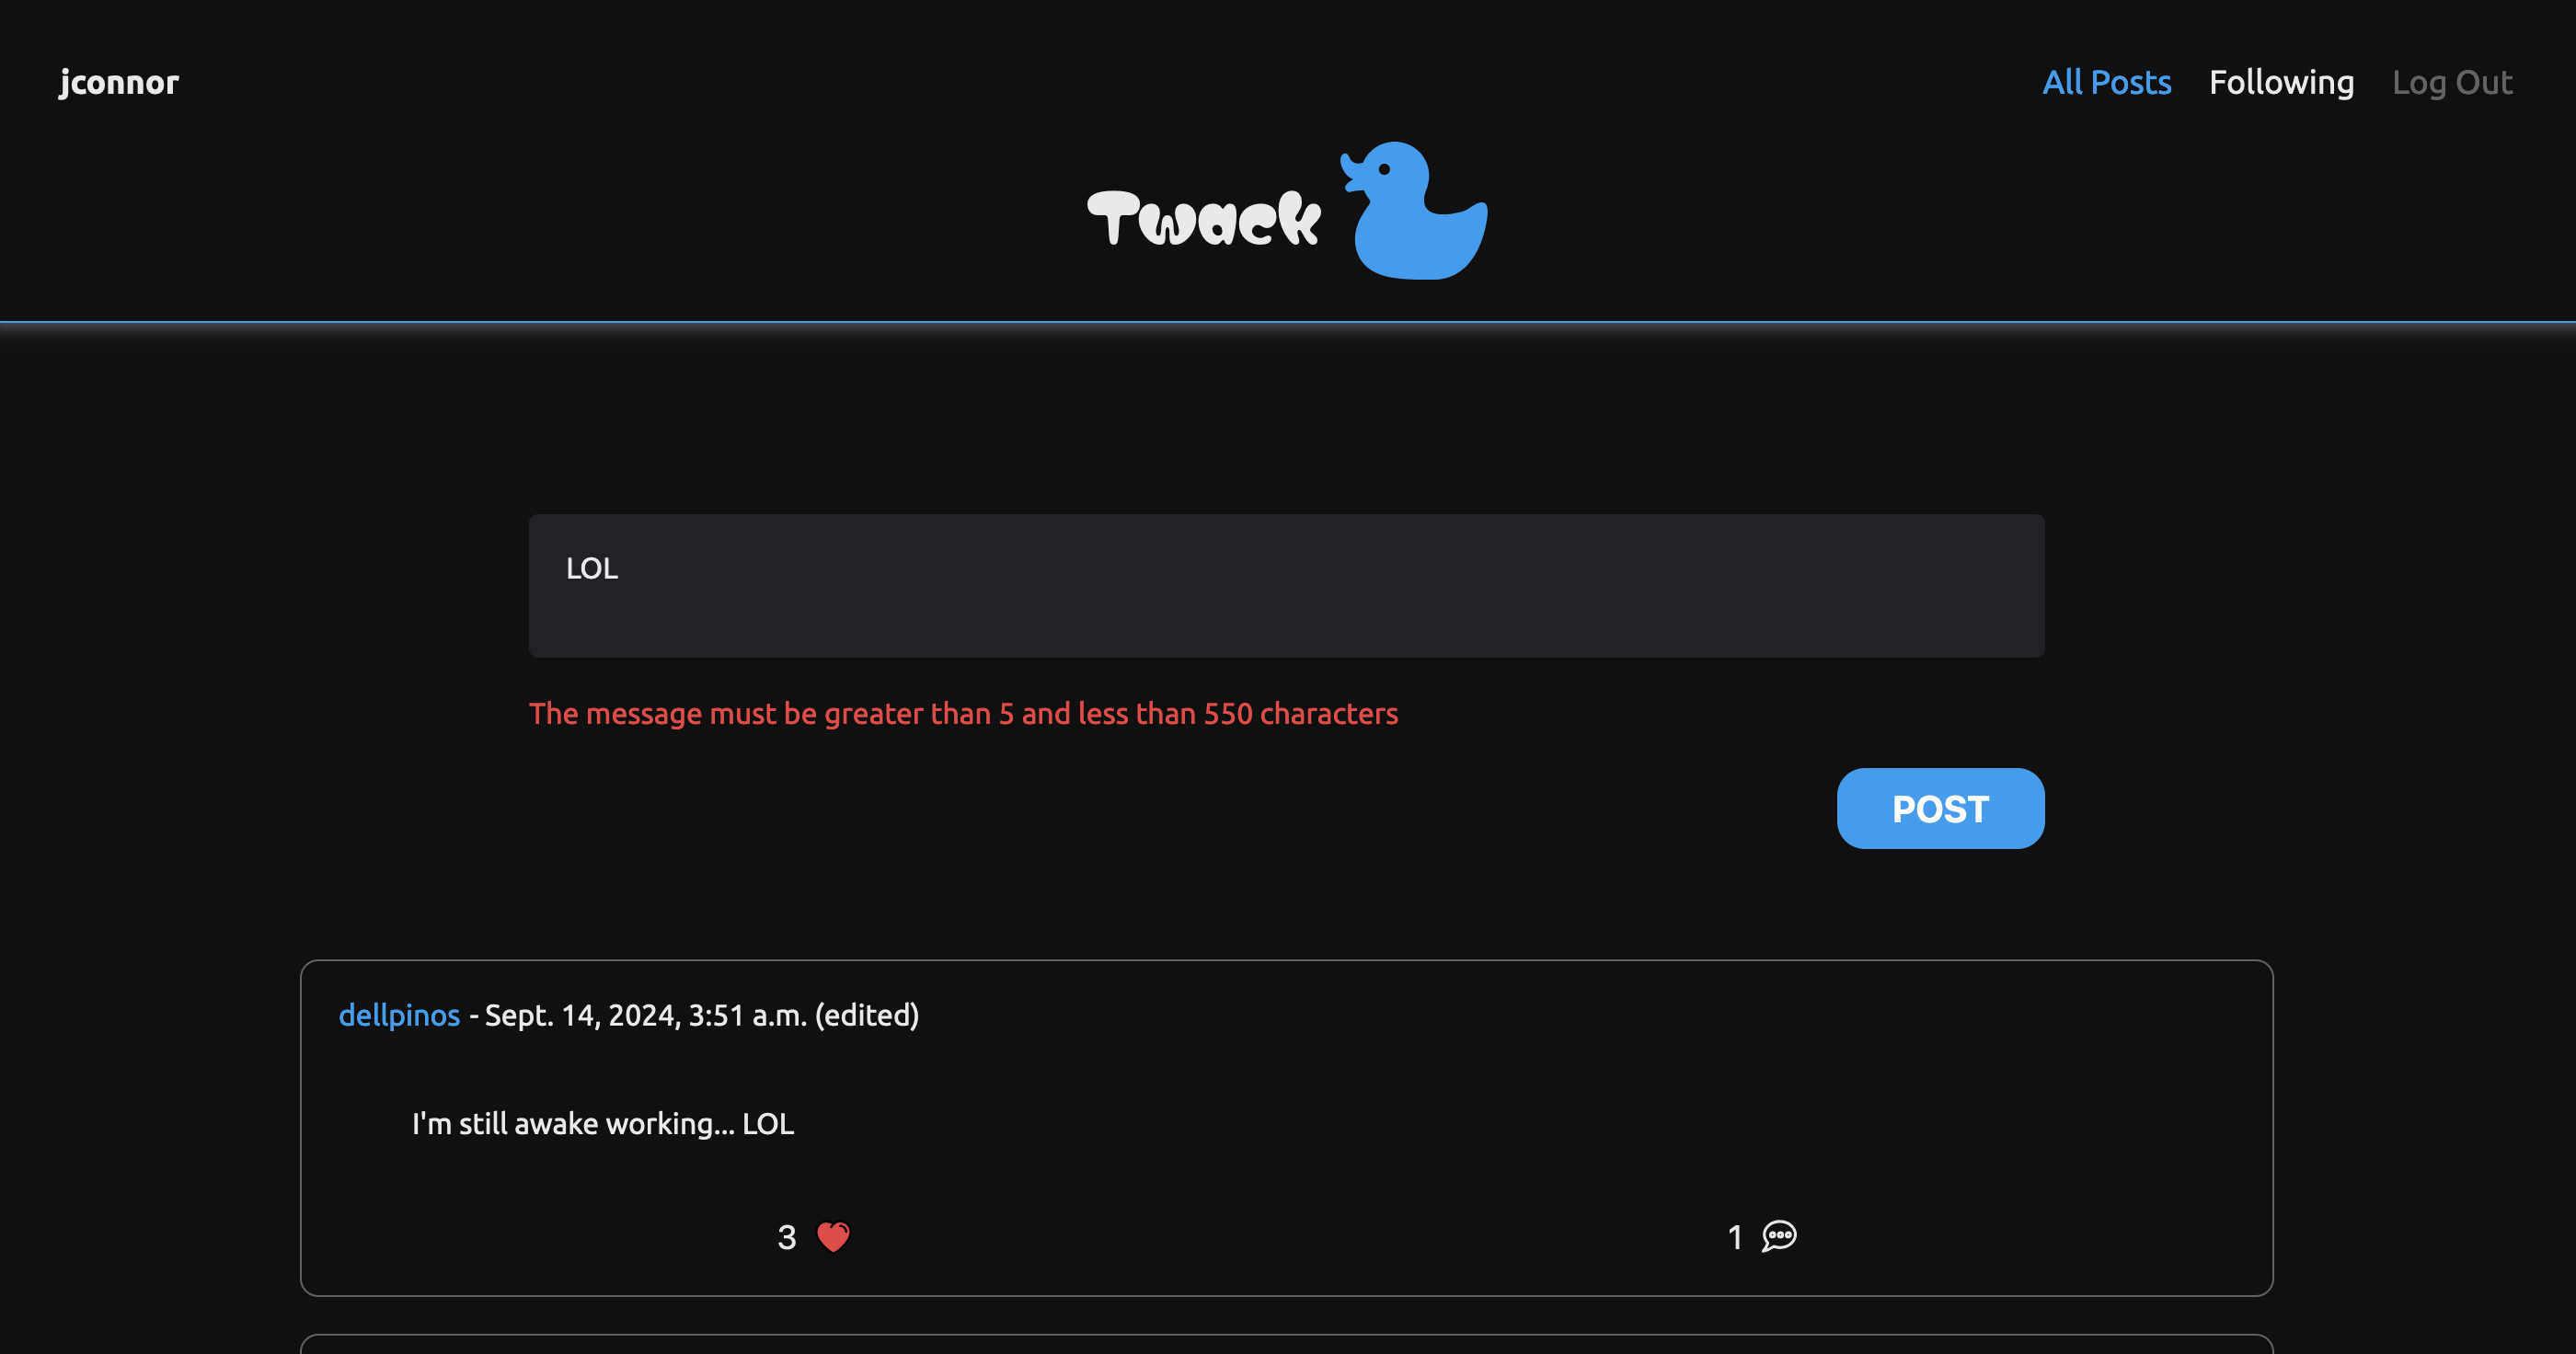 jconnor
All Posts Following Log Out
Twack
LOL
The message must be greater than 5 and less than 550 characters
POST
dellpinos - Sept. 14, 2024, 3:51 a.m. (edited)
I'm still awake working... LOL
3
1